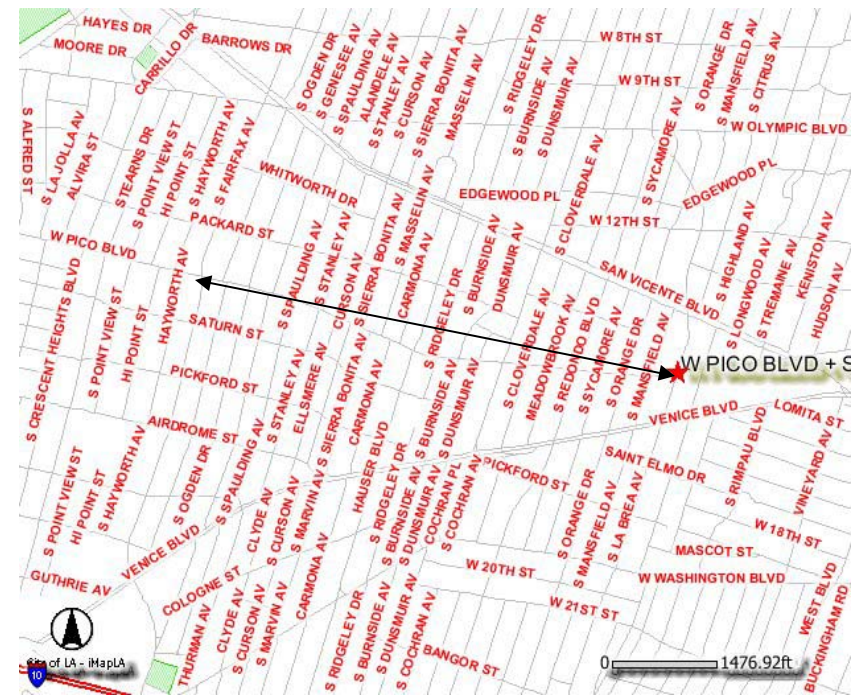 HAYES DR
MOORE DR
CARRILLO DR
BARROWS DR
S OGDEN DR
S GENESEE AV
S SPAULDING AV
ALANDELE AV
S STANLEY AV
S CURSON AV
S SIERRA BONITA AV
MASSELIN AV
S RIDGELEY DR
S BURNSIDE AV
S DUNSMUIR AV
W 8TH ST
W 9TH ST
S ORANGE DR
S MANSFIELD AV
S CITRUS AV
W OLYMPIC BLVD
S ALFRED ST
S LA JOLLA AV
ALVIRA ST
STEARNS DR
S POINT VIEW ST
HI POINT ST
S HAYWORTH AV
S FAIRFAX AV
WHITWORTH DR
PACKARD ST
EDGEWOOD PL
S CLOVERDALE AV
S SYCAMORE AV
EDGEWOOD PL
W 12TH ST
W PICO BLVD
S CRESCENT HEIGHTS BLVD
S POINT VIEW ST
HI POINT ST
HAYWORTH AV
SATURN ST
PICKFORD ST
AIRDROME ST
S SPAULDING AV
S STANLEY AV
CURSON AV
S SIERRA BONITA AV
S MASSELIN AV
CARMONA AV
S RIDGELEY DR
S BURNSIDE AV
DUNSMUIR AV
SAN VICENTE BLVD
S HIGHLAND AV
S LONGWOOD AV
S TREMAINE AV
KENISTON AV
HUDSON AV
S CLOVERDALE AV
MEADOWBROOK AV
S REDONDO BLVD
S SYCAMORE AV
S ORANGE DR
S MANSFIELD AV
W PICO BLVD + S
VENICE BLVD
LOMITA ST
S STANLEY AV
ELLSMERE AV
S SIERRA BONITA AV
CARMONA AV
HAUSER BLVD
S BURNSIDE AV
S DUNSMUIR AV
S RIMPAU BLVD
VINEYARD AV
S POINT VIEW ST
HI POINT ST
S HAYWORTH AV
S OGDEN DR
S SPAULDING AV
VENICE BLVD
CLYDE AV
S CURSON AV
S MARVIN AV
CARMONA AV
S RIDGELEY DR
S BURNSIDE AV
S DUNSMUIR AV
COCHRAN PL
S COCHRAN AV
PICKFORD ST
SAINT ELMO DR
S ORANGE DR
S MANSFIELD AV
S LA BREA AV
W 18TH ST
MASCOT ST
W WASHINGTON BLVD
W 20TH ST
W 21ST ST
GUTHRIE AV
COLOGNE ST
THURMAN AV
CLYDE AV
S CURSON AV
S MARVIN AV
S RIDGELEY DR
S BURNSIDE AV
S DUNSMUIR AV
S COCHRAN AV
BANGOR ST
WEST BLVD
BUCKINGHAM RD
of LA - iMapLA
10
0 1476.92ft